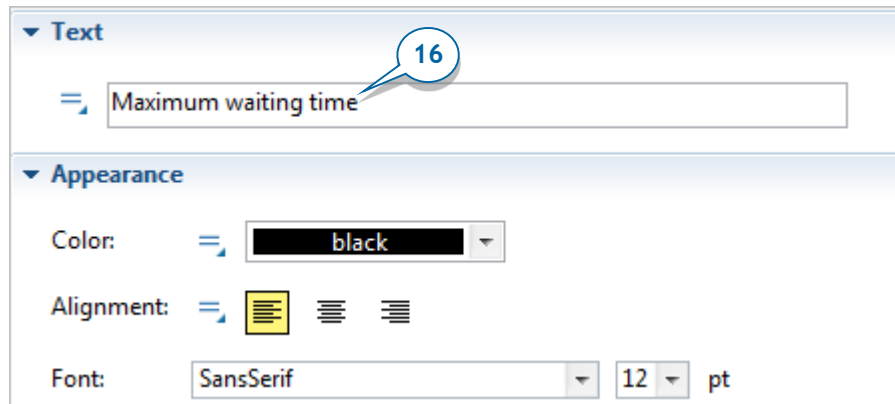 Text
16
Maximum waiting time
Appearance
Color: black
Alignment:
Font: SansSerif 12 pt